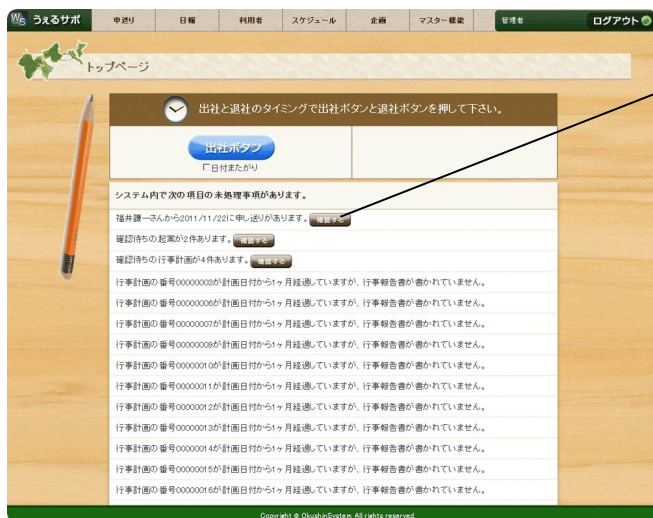 WS うえるサポ 申送り 日報 利用者 スケジュール 企画 マスター機能 管理者 ログアウト
トップページ
出社と退社のタイミングで出社ボタンと退社ボタンを押して下さい。
出社ボタン
日付またがり
システム内で次の項目の未処理事項があります。
福井謙一さんから2011/11/22に申し送りがあります。 確認する
確認待ちの起案が2件あります。 確認する
確認待ちの行事計画が4件あります。 確認する
行事計画の番号00000003が計画日付から1ヶ月経過していますが、行事報告書が書かれていません。
行事計画の番号00000006が計画日付から1ヶ月経過していますが、行事報告書が書かれていません。
行事計画の番号00000007が計画日付から1ヶ月経過していますが、行事報告書が書かれていません。
行事計画の番号00000009が計画日付から1ヶ月経過していますが、行事報告書が書かれていません。
行事計画の番号00000010が計画日付から1ヶ月経過していますが、行事報告書が書かれていません。
行事計画の番号00000011が計画日付から1ヶ月経過していますが、行事報告書が書かれていません。
行事計画の番号00000012が計画日付から1ヶ月経過していますが、行事報告書が書かれていません。
行事計画の番号00000013が計画日付から1ヶ月経過していますが、行事報告書が書かれていません。
行事計画の番号00000014が計画日付から1ヶ月経過していますが、行事報告書が書かれていません。
行事計画の番号00000015が計画日付から1ヶ月経過していますが、行事報告書が書かれていません。
行事計画の番号00000016が計画日付から1ヶ月経過していますが、行事報告書が書かれていません。
Copyright © OkushinSystem All rights reserved.